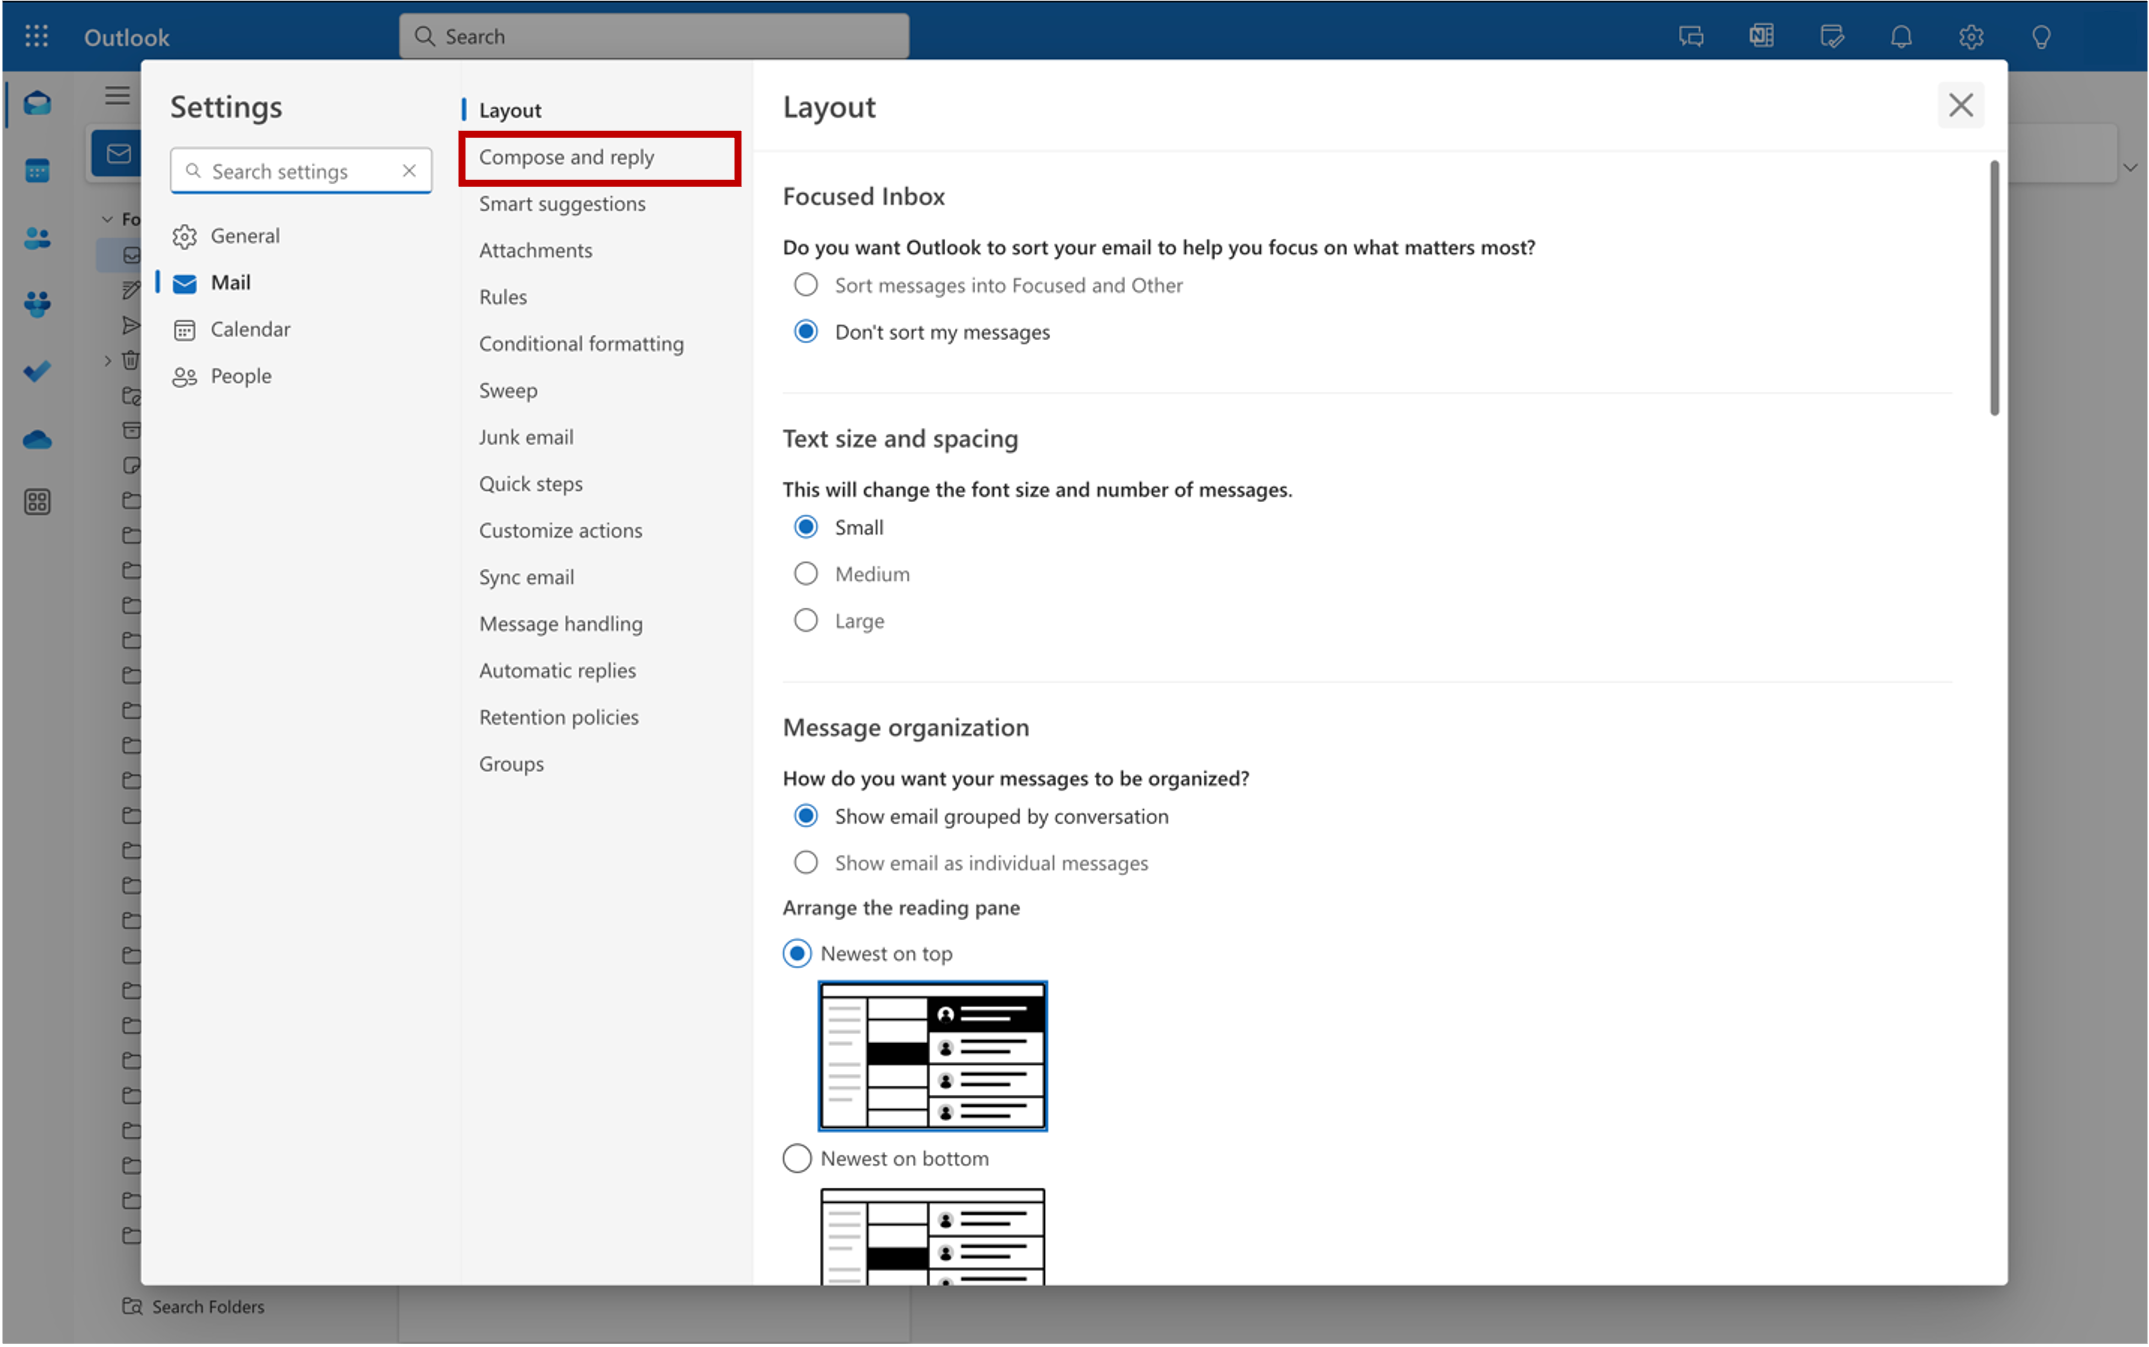 Outlook
Search
Fo
Search Folders
Settings
Search settings
General
Mail
Calendar
People
Layout
Compose and reply
Smart suggestions
Attachments
Rules
Conditional formatting
Sweep
Junk email
Quick steps
Customize actions
Sync email
Message handling
Automatic replies
Retention policies
Groups
Layout
Focused Inbox
Do you want Outlook to sort your email to help you focus on what matters most?
Sort messages into Focused and Other
Don't sort my messages
Text size and spacing
This will change the font size and number of messages.
Small
Medium
Large
Message organization
How do you want your messages to be organized?
Show email grouped by conversation
Show email as individual messages
Arrange the reading pane
Newest on top
Newest on bottom